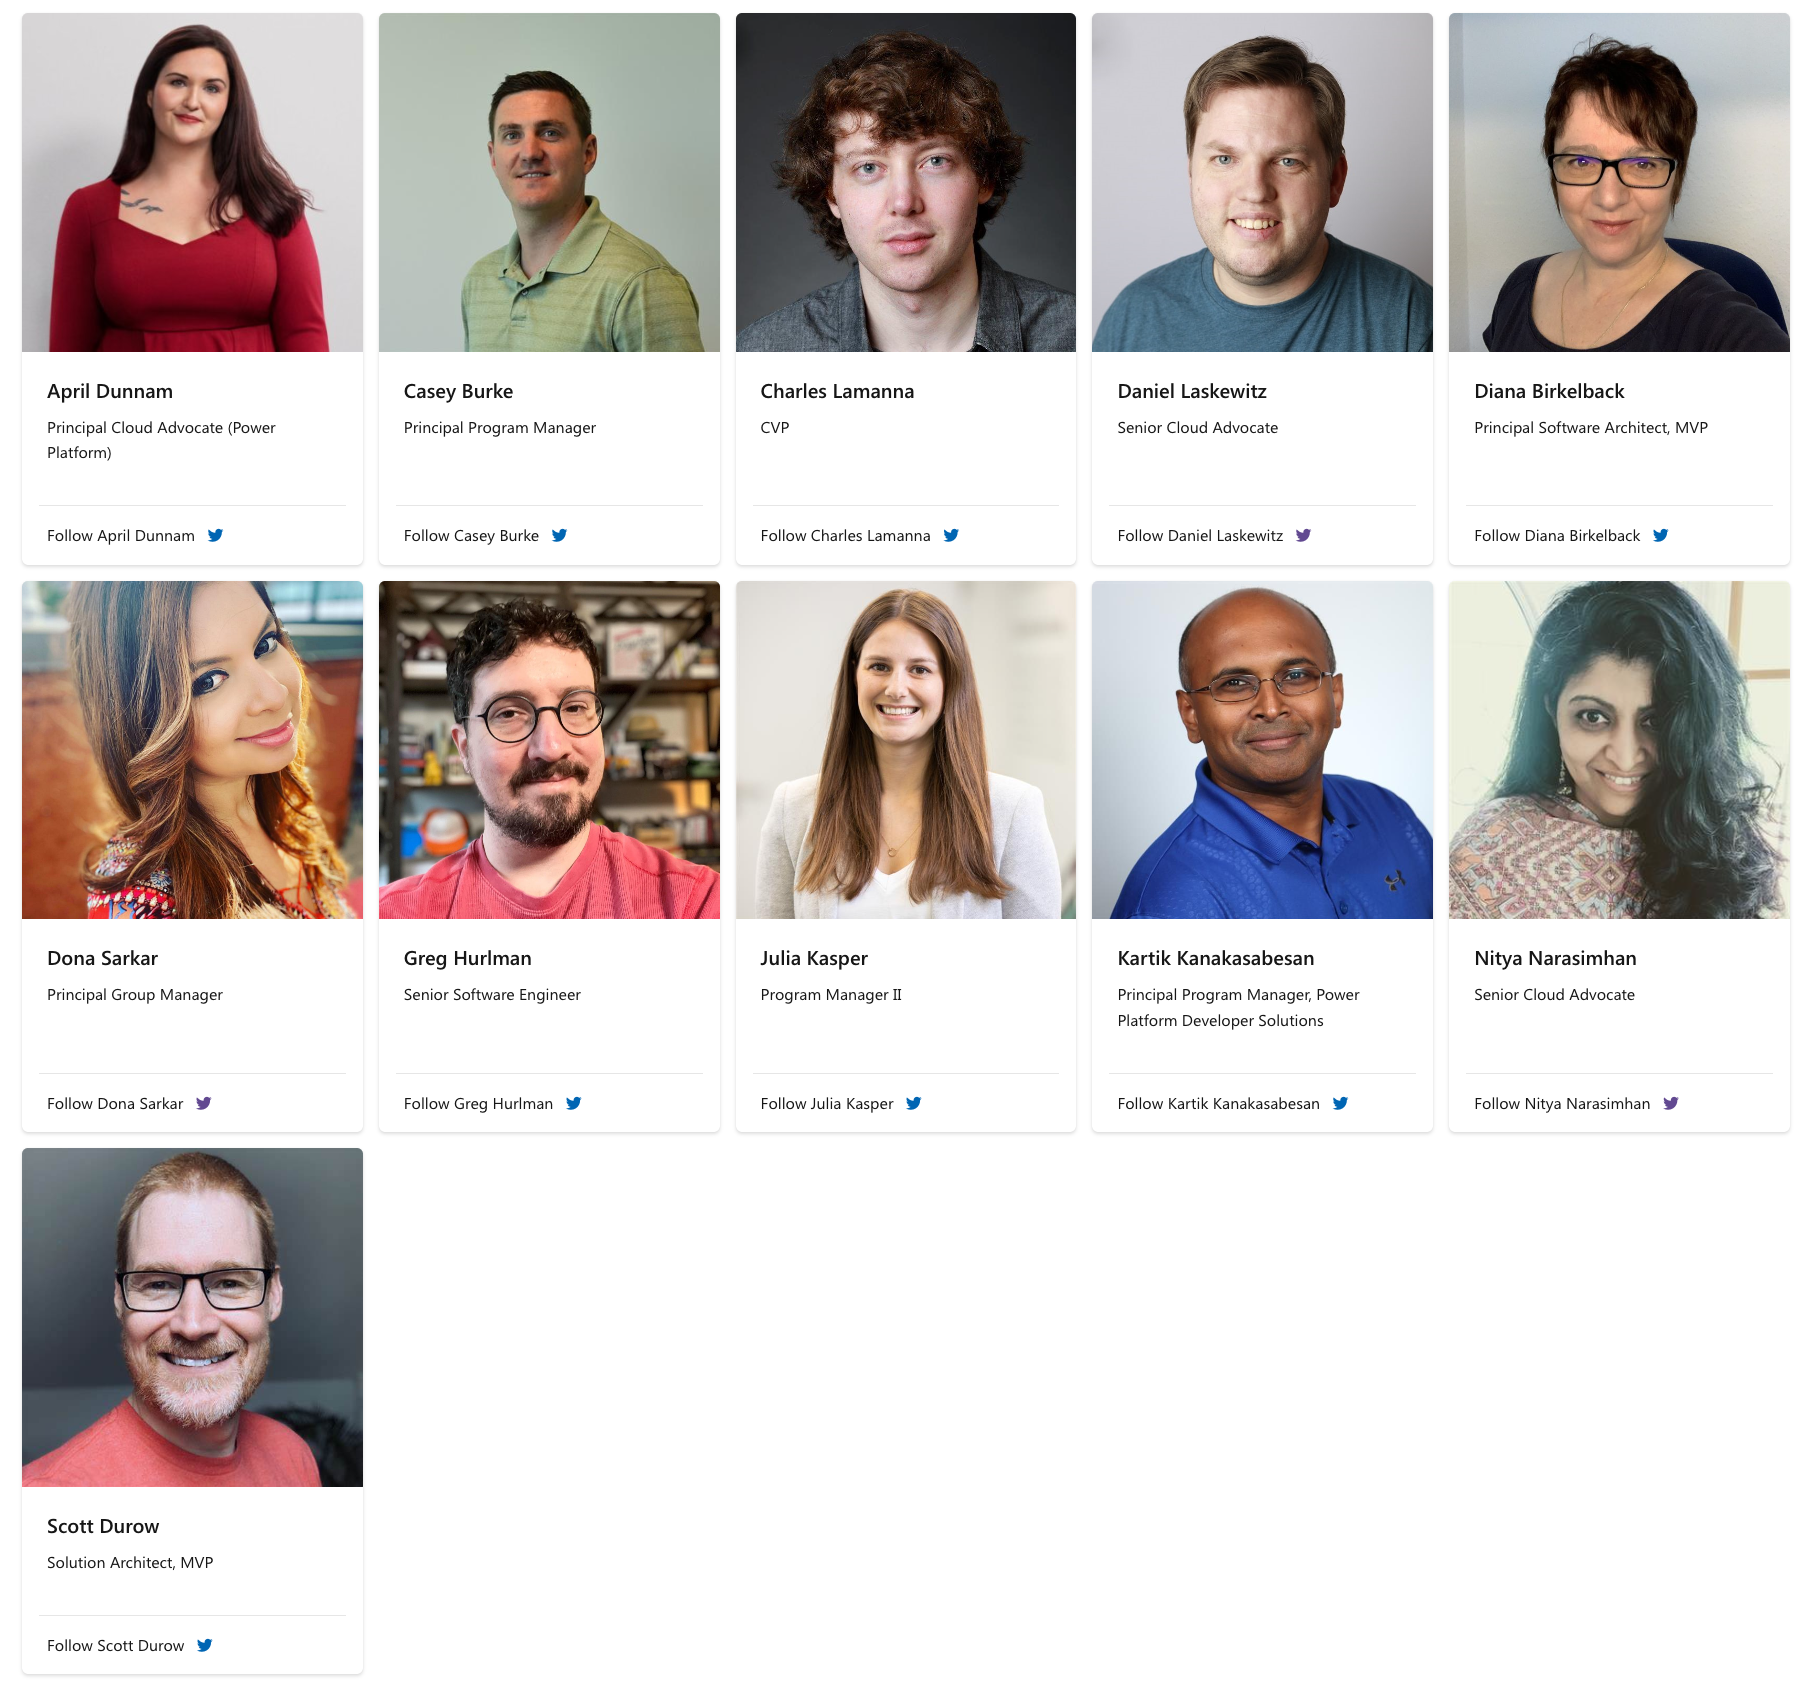 April Dunnam
Principal Cloud Advocate (Power
Platform)
Follow April Dunnam
Casey Burke
Principal Program Manager
Follow Casey Burke
Charles Lamanna
CVP
Follow Charles Lamanna
Daniel Laskewitz
Senior Cloud Advocate
Follow Daniel Laskewitz
Diana Birkelback
Principal Software Architect, MVP
Follow Diana Birkelback
Dona Sarkar
Principal Group Manager
Follow Dona Sarkar
Greg Hurlman
Senior Software Engineer
Follow Greg Hurlman
Julia Kasper
Program Manager II
Follow Julia Kasper
Kartik Kanakasabesan
Principal Program Manager, Power
Platform Developer Solutions
Follow Kartik Kanakasabesan
Nitya Narasimhan
Senior Cloud Advocate
Follow Nitya Narasimhan
Scott Durow
Solution Architect, MVP
Follow Scott Durow